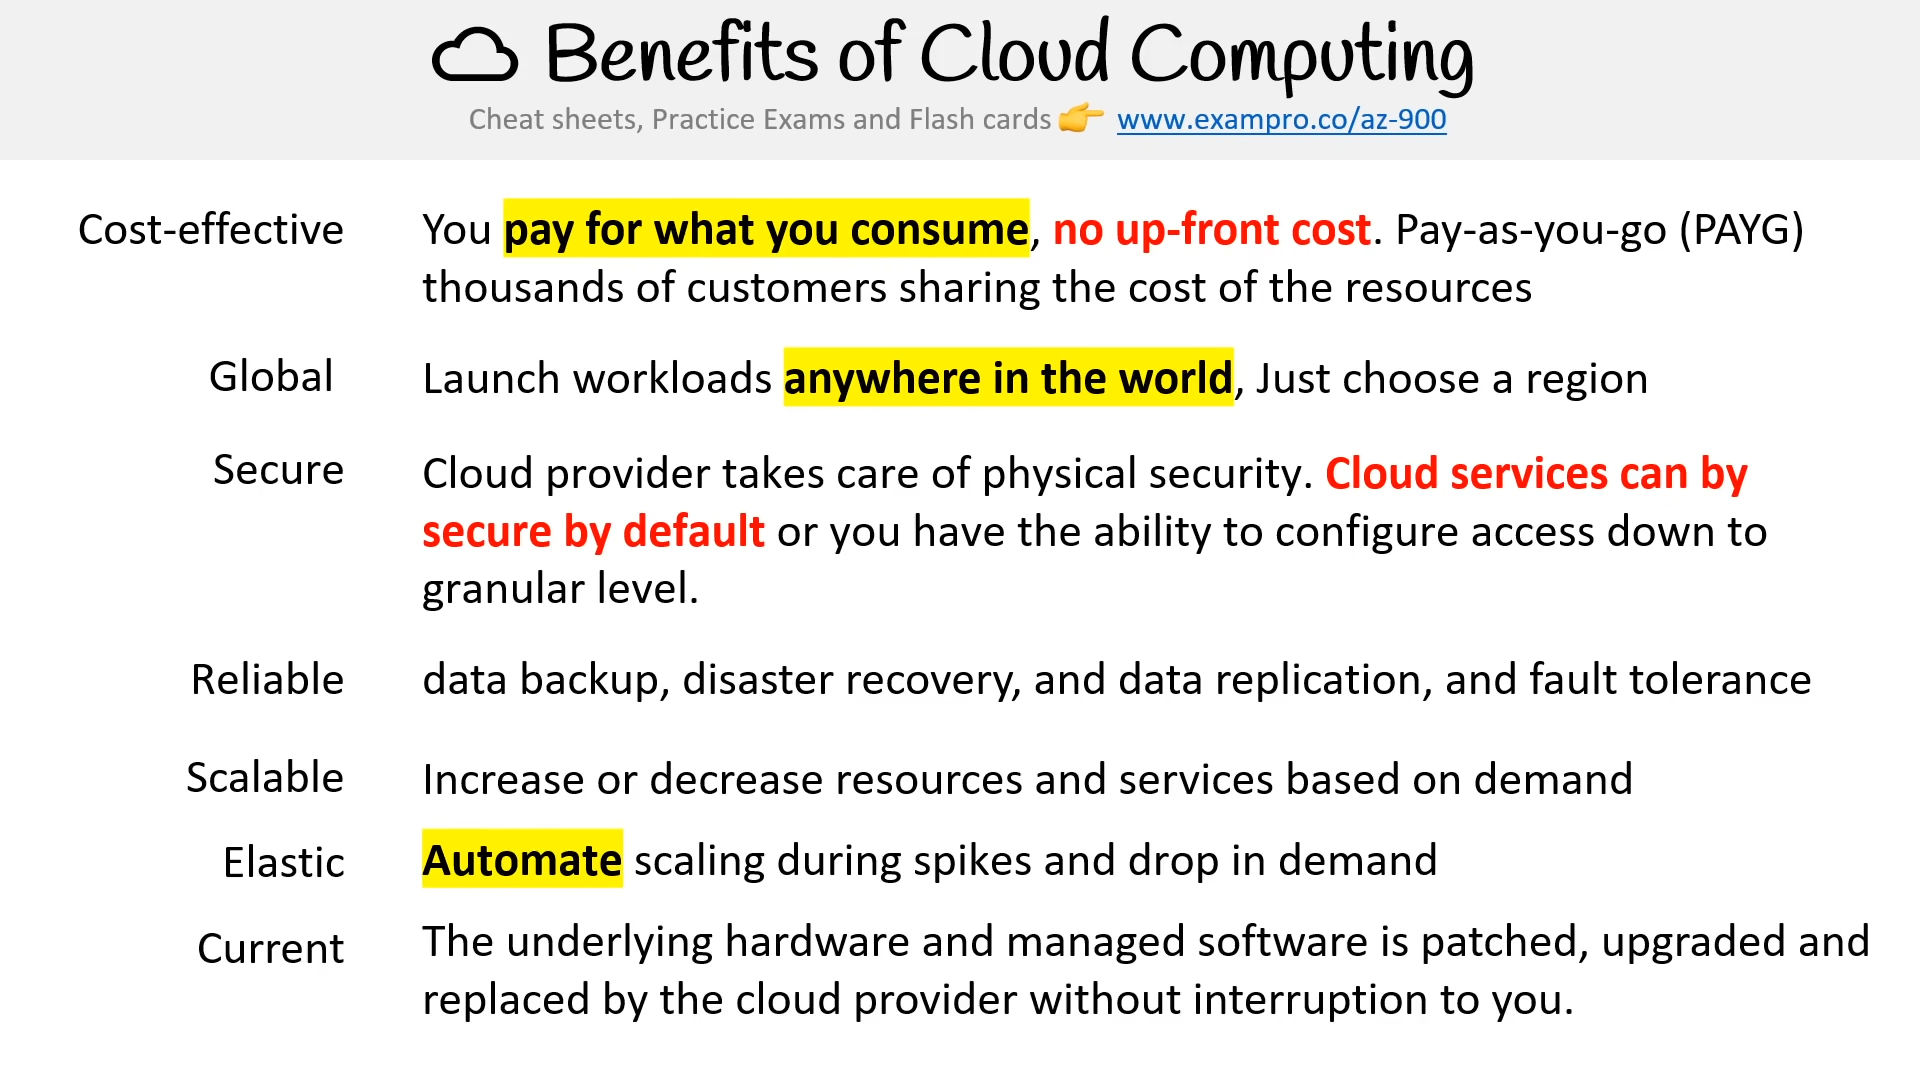 Benefits of Cloud Computing
Cheat sheets, Practice Exams and Flash cards 👉 www.exampro.co/az-900
Cost-effective
You pay for what you consume, no up-front cost. Pay-as-you-go (PAYG)
thousands of customers sharing the cost of the resources
Global
Launch workloads anywhere in the world, Just choose a region
Secure
Cloud provider takes care of physical security. Cloud services can by
secure by default or you have the ability to configure access down to
granular level.
Reliable
data backup, disaster recovery, and data replication, and fault tolerance
Scalable
Increase or decrease resources and services based on demand
Elastic
Automate scaling during spikes and drop in demand
Current
The underlying hardware and managed software is patched, upgraded and
replaced by the cloud provider without interruption to you.